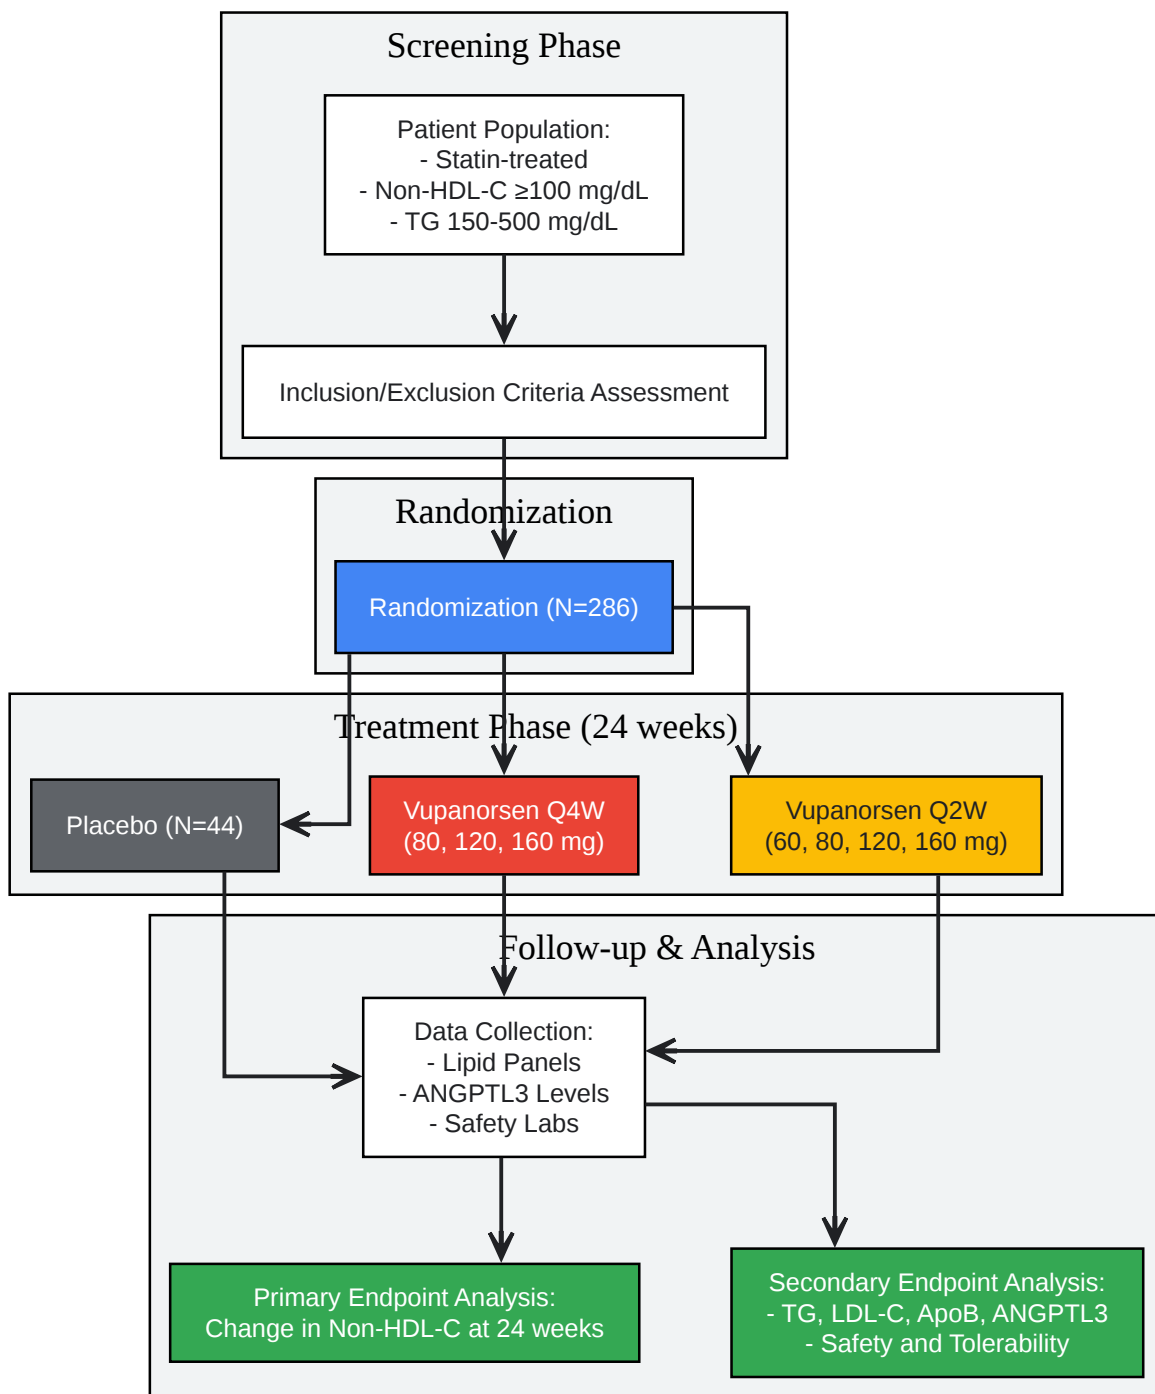 Screening Phase
Patient Population:
- Statin-treated
- Non-HDL-C ≥100 mg/dL
- TG 150-500 mg/dL
Inclusion/Exclusion Criteria Assessment
Randomization
Randomization (N=286)
Treatment Phase (24 weeks)
Placebo (N=44)
Vupanorsen Q4W
(80, 120, 160 mg)
Vupanorsen Q2W
(60, 80, 120, 160 mg)
Follow-up & Analysis
Data Collection:
- Lipid Panels
- ANGPTL3 Levels
- Safety Labs
Primary Endpoint Analysis:
Change in Non-HDL-C at 24 weeks
Secondary Endpoint Analysis:
- TG, LDL-C, ApoB, ANGPTL3
- Safety and Tolerability